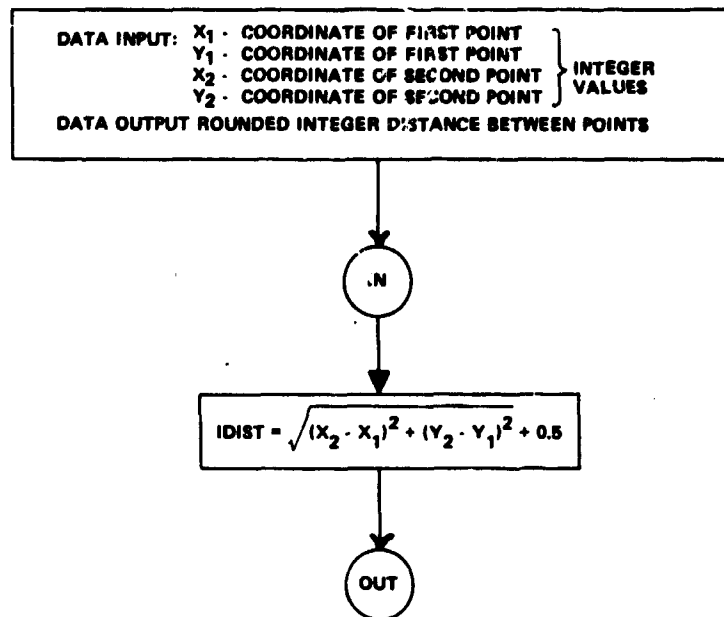 DATA INPUT: X1 - COORDINATE OF FIRST POINT
Y1 - COORDINATE OF FIRST POINT
X2 - COORDINATE OF SECOND POINT
Y2 - COORDINATE OF SECOND POINT
INTEGER
VALUES
DATA OUTPUT ROUNDED INTEGER DISTANCE BETWEEN POINTS
IN
IDIST = √(X2 - X1)² + (Y2 - Y1)² + 0.5
OUT